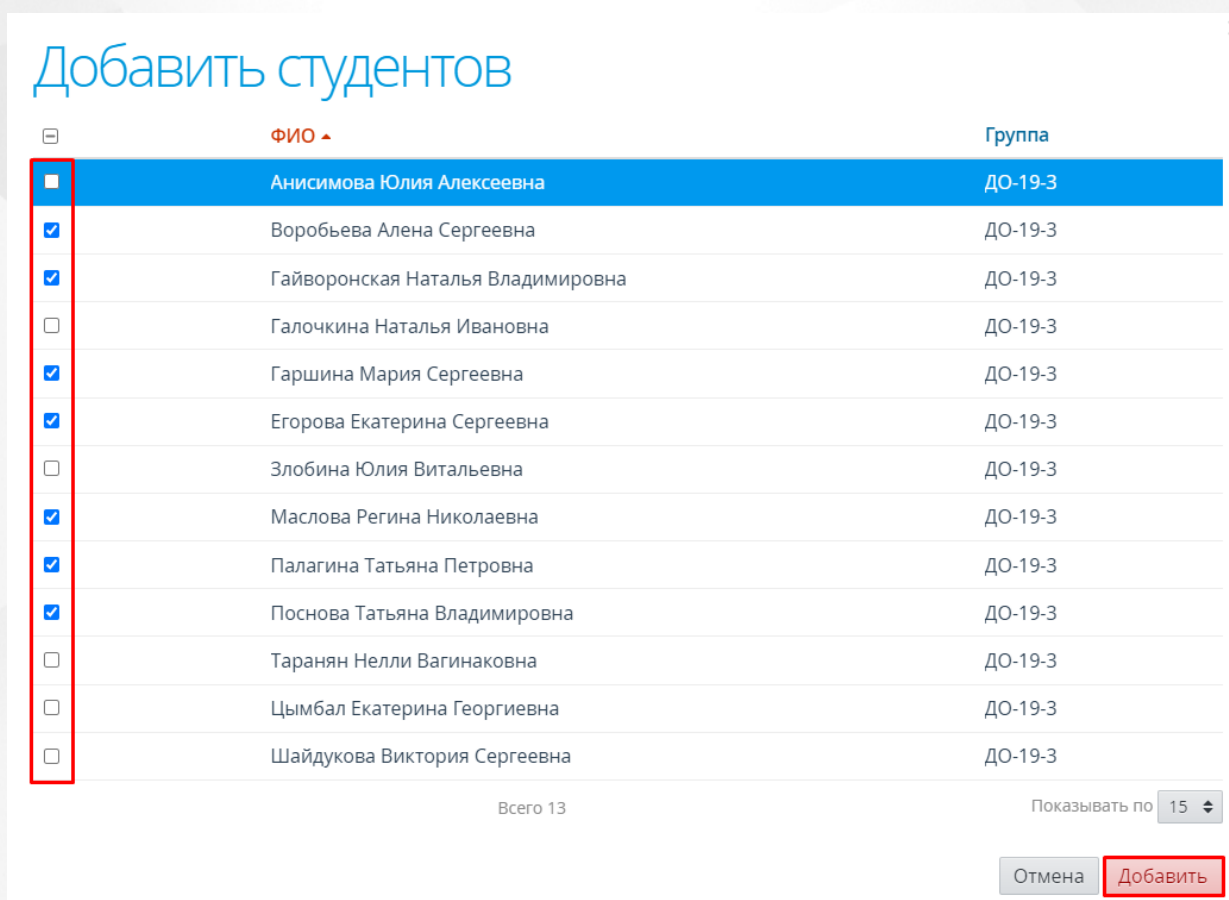 Добавить студентов
ФИО Группа
Анисимова Юлия Алексеевна ДО-19-3
Воробьева Алена Сергеевна ДО-19-3
Гайворонская Наталья Владимировна ДО-19-3
Галочкина Наталья Ивановна ДО-19-3
Гаршина Мария Сергеевна ДО-19-3
Егорова Екатерина Сергеевна ДО-19-3
Злобина Юлия Витальевна ДО-19-3
Маслова Регина Николаевна ДО-19-3
Палагина Татьяна Петровна ДО-19-3
Поснова Татьяна Владимировна ДО-19-3
Таранян Нелли Вагинаковна ДО-19-3
Цымбал Екатерина Георгиевна ДО-19-3
Шайдукова Виктория Сергеевна ДО-19-3
Всего 13 Показывать по 15
Отмена Добавить